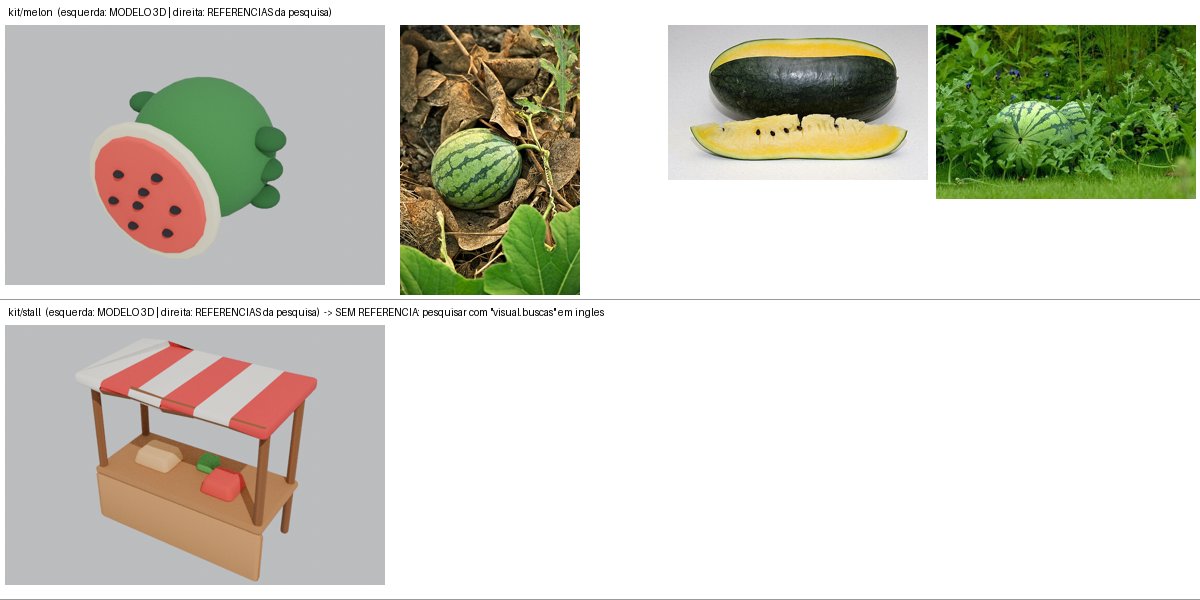 kit/melon (esquerda: MODELO 3D | direita: REFERENCIAS da pesquisa)
kit/stall (esquerda: MODELO 3D | direita: REFERENCIAS da pesquisa) -> SEM REFERENCIA: pesquisar com "visual.buscas" em ingles